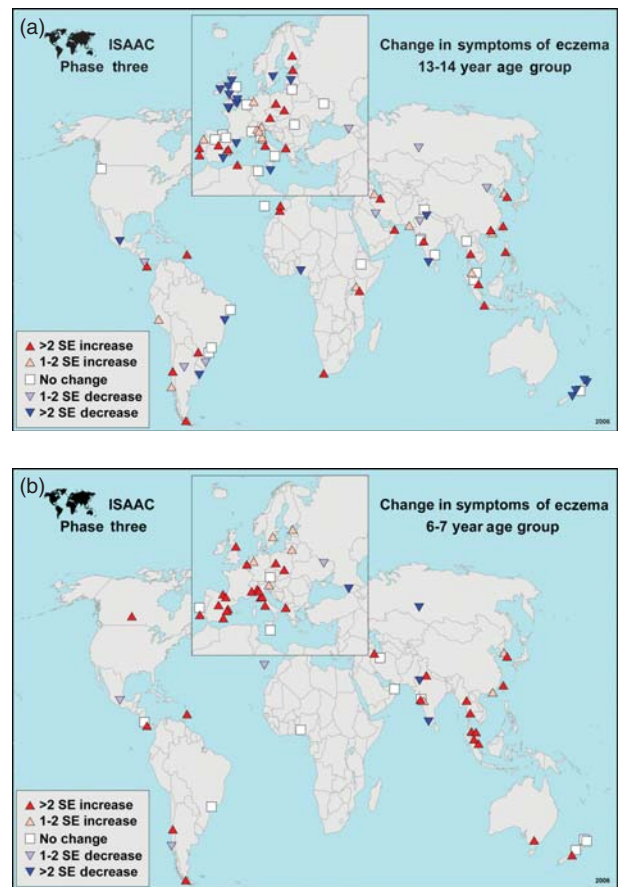 (a)
ISAAC
Phase three
Change in symptoms of eczema
13-14 year age group
>2 SE increase
1-2 SE increase
No change
1-2 SE decrease
>2 SE decrease
2006
(b)
ISAAC
Phase three
Change in symptoms of eczema
6-7 year age group
>2 SE increase
1-2 SE increase
No change
1-2 SE decrease
>2 SE decrease
2006